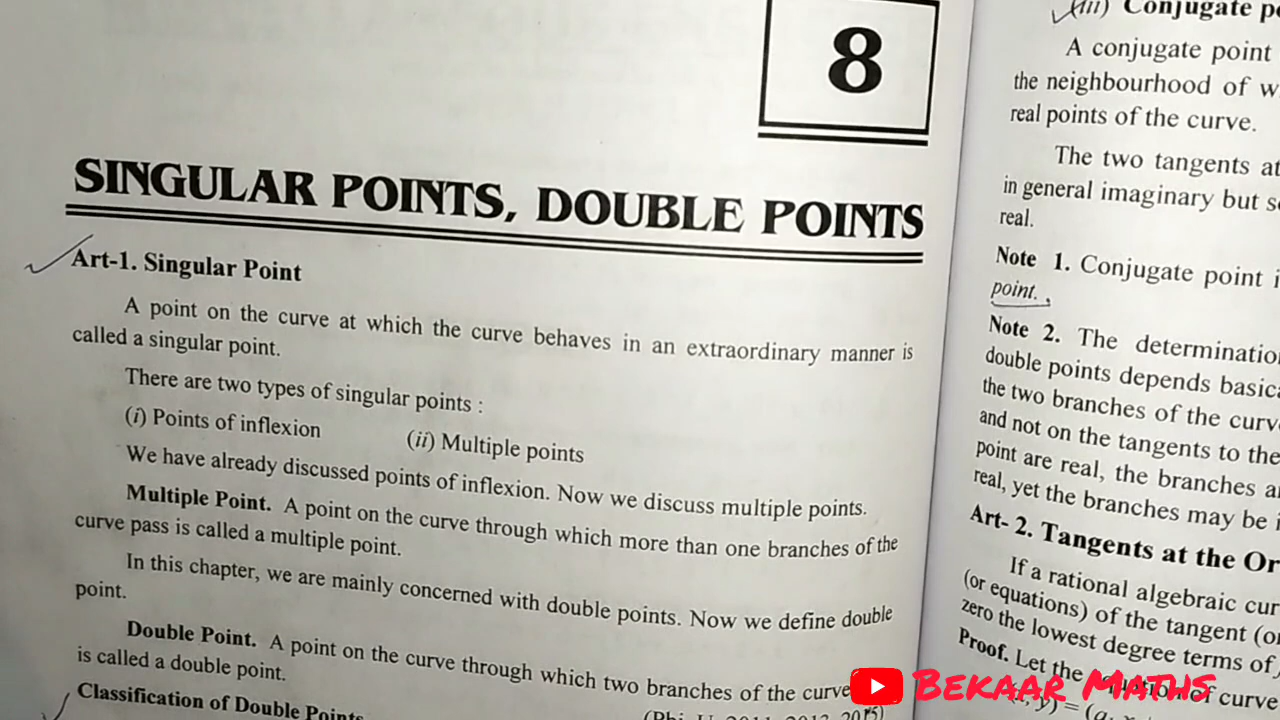 8
SINGULAR POINTS, DOUBLE POINTS
Art-1. Singular Point
A point on the curve at which the curve behaves in an extraordinary manner is
called a singular point.
There are two types of singular points :
(i) Points of inflexion (ii) Multiple points
We have already discussed points of inflexion. Now we discuss multiple points.
Multiple Point. A point on the curve through which more than one branches of the
curve pass is called a multiple point.
In this chapter, we are mainly concerned with double points. Now we define double
point.
Double Point. A point on the curve through which two branches of the curve
is called a double point.
Classification of Double Points
(iii) Conjugate
A conjugate point
the neighbourhood of
real points of the curve.
The two tangents at
in general imaginary but
real.
Note 1. Conjugate point
point.
Note 2. The
double points depends
the two branches of the
and not on the tangents to the
point are real, the branches
real, yet the branches may be
Art- 2. Tangents at the
If a rational algebraic
(or equations) of the tangent
zero the lowest degree terms of
Proof. Let the of curve
BEKAAR MATHS